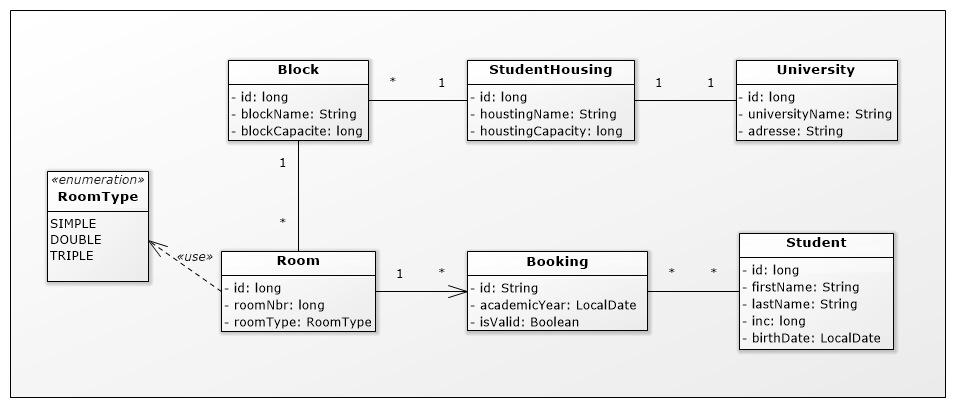 Block
- id: long
- blockName: String
- blockCapacite: long
* 1
StudentHousing
- id: long
- houstingName: String
- houstingCapacity: long
1 1
University
- id: long
- universityName: String
- adresse: String
1
*
«enumeration»
RoomType
SIMPLE
DOUBLE
TRIPLE
«use»
Room
- id: long
- roomNbr: long
- roomType: RoomType
1 *
Booking
- id: String
- academicYear: LocalDate
- isValid: Boolean
* *
Student
- id: long
- firstName: String
- lastName: String
- inc: long
- birthDate: LocalDate